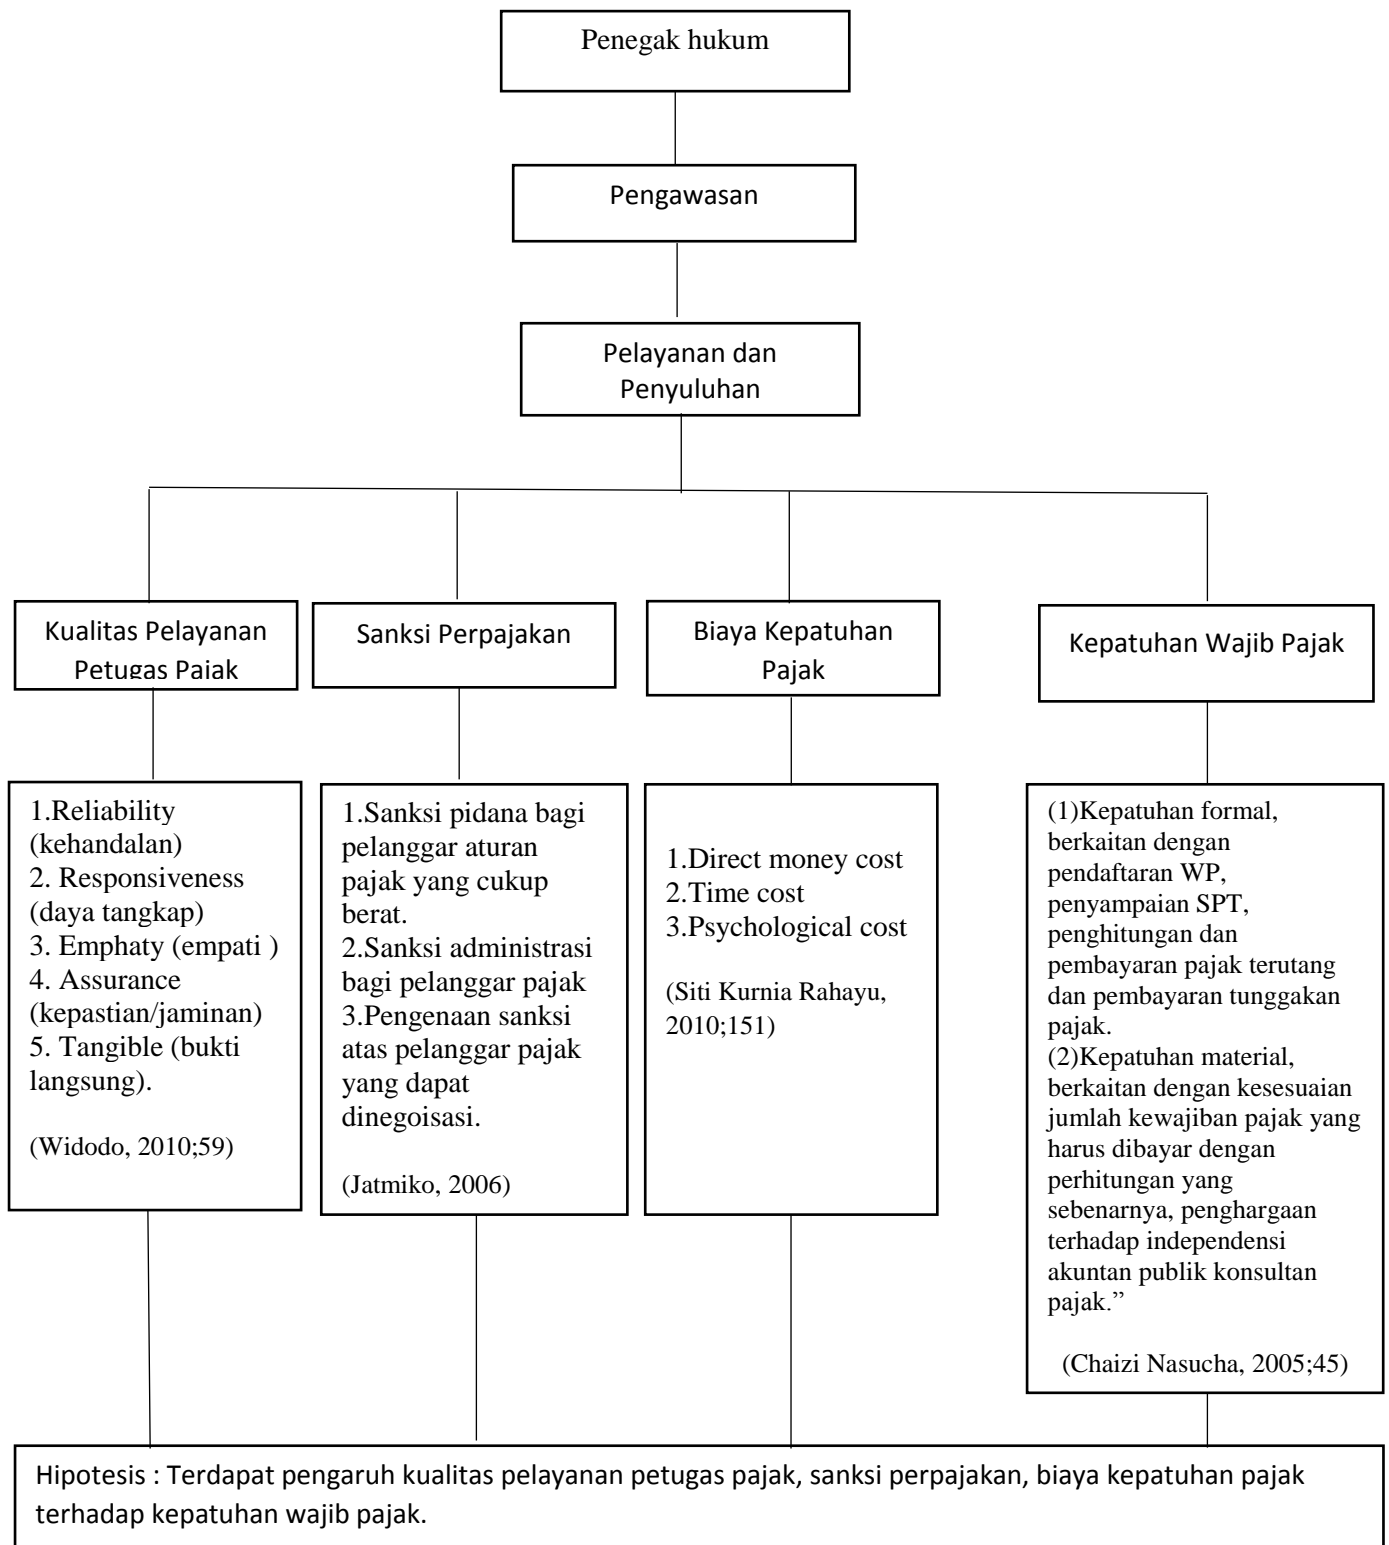 Penegak hukum
Pengawasan
Pelayanan dan
Penyuluhan
Kualitas Pelayanan
Petugas Pajak
Sanksi Perpajakan
Biaya Kepatuhan
Pajak
Kepatuhan Wajib Pajak
1.Reliability
(kehandalan)
2. Responsiveness
(daya tangkap)
3. Emphaty (empati )
4. Assurance
(kepastian/jaminan)
5. Tangible (bukti
langsung).
(Widodo, 2010;59)
1.Sanksi pidana bagi
pelanggar aturan
pajak yang cukup
berat.
2.Sanksi administrasi
bagi pelanggar pajak
3.Pengenaan sanksi
atas pelanggar pajak
yang dapat
dinegoisasi.
(Jatmiko, 2006)
1.Direct money cost
2.Time cost
3.Psychological cost
(Siti Kurnia Rahayu,
2010;151)
(1)Kepatuhan formal,
berkaitan dengan
pendaftaran WP,
penyampaian SPT,
penghitungan dan
pembayaran pajak terutang
dan pembayaran tunggakan
pajak.
(2)Kepatuhan material,
berkaitan dengan kesesuaian
jumlah kewajiban pajak yang
harus dibayar dengan
perhitungan yang
sebenarnya, penghargaan
terhadap independensi
akuntan publik konsultan
pajak.”
(Chaizi Nasucha, 2005;45)
Hipotesis : Terdapat pengaruh kualitas pelayanan petugas pajak, sanksi perpajakan, biaya kepatuhan pajak
terhadap kepatuhan wajib pajak.